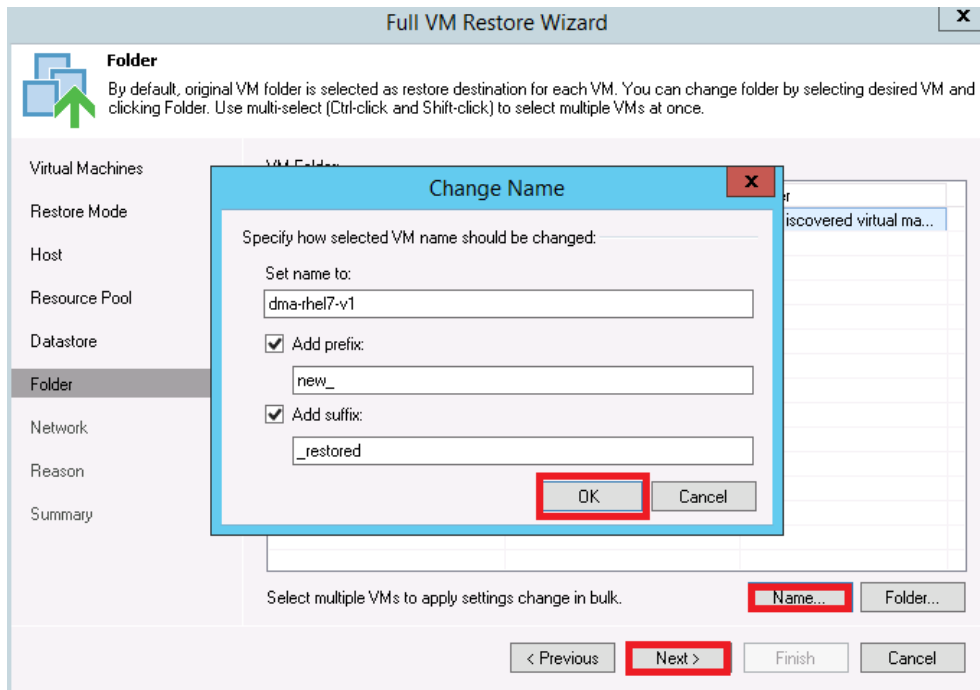 Full VM Restore Wizard
x
Folder
By default, original VM folder is selected as restore destination for each VM. You can change folder by selecting desired VM and
clicking Folder. Use multi-select (Ctrl-click and Shift-click) to select multiple VMs at once.
Virtual Machines
Restore Mode
Host
Resource Pool
Datastore
Folder
Network
Reason
Summary
VM Folder:
iscovered virtual ma...
Change Name
x
Specify how selected VM name should be changed:
Set name to:
dma-rhel7-v1
Add prefix:
new_
Add suffix:
_restored
OK
Cancel
Select multiple VMs to apply settings change in bulk.
Name...
Folder...
< Previous
Next >
Finish
Cancel